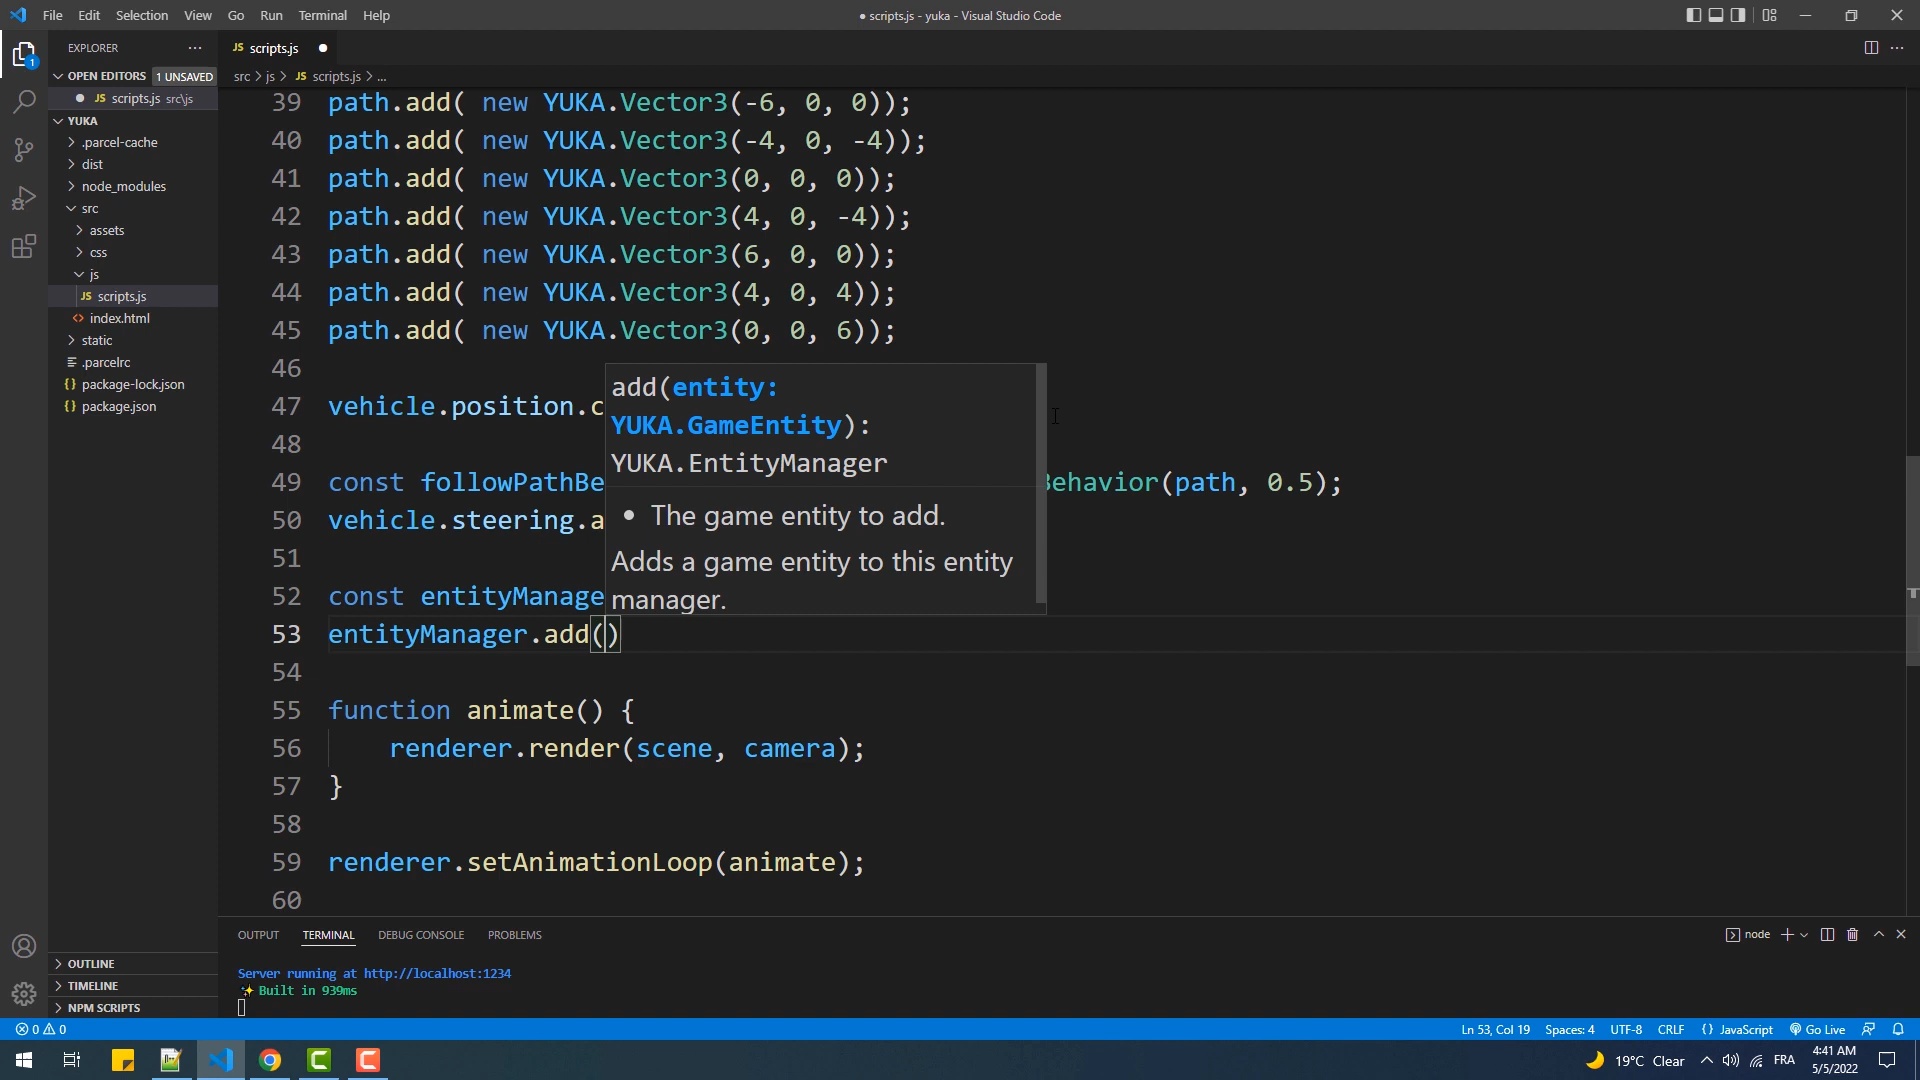 File Edit Selection View Go Run Terminal Help
● scripts.js - yuka - Visual Studio Code
EXPLORER ···
JS scripts.js ●
OPEN EDITORS 1 UNSAVED
src > js > JS scripts.js > ...
● JS scripts.js src\js
YUKA
.parcel-cache
dist
node_modules
src
assets
css
js
JS scripts.js
<> index.html
static
.parcelrc
{} package-lock.json
{} package.json
OUTLINE
TIMELINE
NPM SCRIPTS
1
39 path.add( new YUKA.Vector3(-6, 0, 0));
40 path.add( new YUKA.Vector3(-4, 0, -4));
41 path.add( new YUKA.Vector3(0, 0, 0));
42 path.add( new YUKA.Vector3(4, 0, -4));
43 path.add( new YUKA.Vector3(6, 0, 0));
44 path.add( new YUKA.Vector3(4, 0, 4));
45 path.add( new YUKA.Vector3(0, 0, 6));
46
47 vehicle.position.c
48
49 const followPathBe Behavior(path, 0.5);
50 vehicle.steering.a
51
52 const entityManage
53 entityManager.add()
54
55 function animate() {
56 renderer.render(scene, camera);
57 }
58
59 renderer.setAnimationLoop(animate);
60
add(entity:
YUKA.GameEntity):
YUKA.EntityManager
• The game entity to add.
Adds a game entity to this entity
manager.
OUTPUT TERMINAL DEBUG CONSOLE PROBLEMS
node
Server running at http://localhost:1234
✨ Built in 939ms
0 0
Ln 53, Col 19 Spaces: 4 UTF-8 CRLF {} JavaScript Go Live
19°C Clear FRA 4:41 AM
5/5/2022